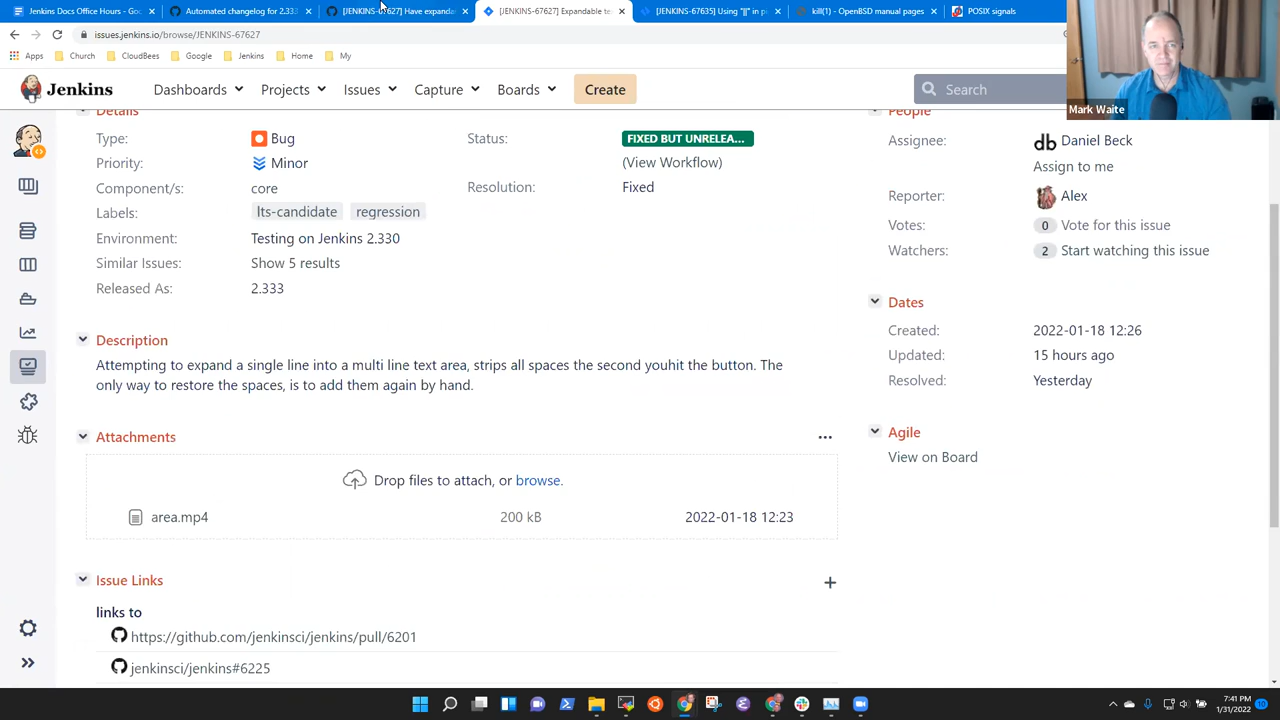 Jenkins Docs Office Hours - Goo
Automated changelog for 2.333
[JENKINS-67627] Have expanda
[JENKINS-67627] Expandable te
[JENKINS-67635] Using "||" in p
kill(1) - OpenBSD manual pages
POSIX signals
issues.jenkins.io/browse/JENKINS-67627
Apps
Church
CloudBees
Google
Jenkins
Home
My
Jenkins
Dashboards
Projects
Issues
Capture
Boards
Create
Search
Mark Waite
Details
Type:
Bug
Status:
FIXED BUT UNRELEA...
Priority:
Minor
(View Workflow)
Component/s:
core
Resolution:
Fixed
Labels:
lts-candidate
regression
Environment:
Testing on Jenkins 2.330
Similar Issues:
Show 5 results
Released As:
2.333
Description
Attempting to expand a single line into a multi line text area, strips all spaces the second youhit the button. The
only way to restore the spaces, is to add them again by hand.
Attachments
Drop files to attach, or browse.
area.mp4
200 kB
2022-01-18 12:23
Issue Links
links to
https://github.com/jenkinsci/jenkins/pull/6201
jenkinsci/jenkins#6225
People
Assignee:
db
Daniel Beck
Assign to me
Reporter:
Alex
Votes:
0
Vote for this issue
Watchers:
2
Start watching this issue
Dates
Created:
2022-01-18 12:26
Updated:
15 hours ago
Resolved:
Yesterday
Agile
View on Board
7:41 PM
1/31/2022